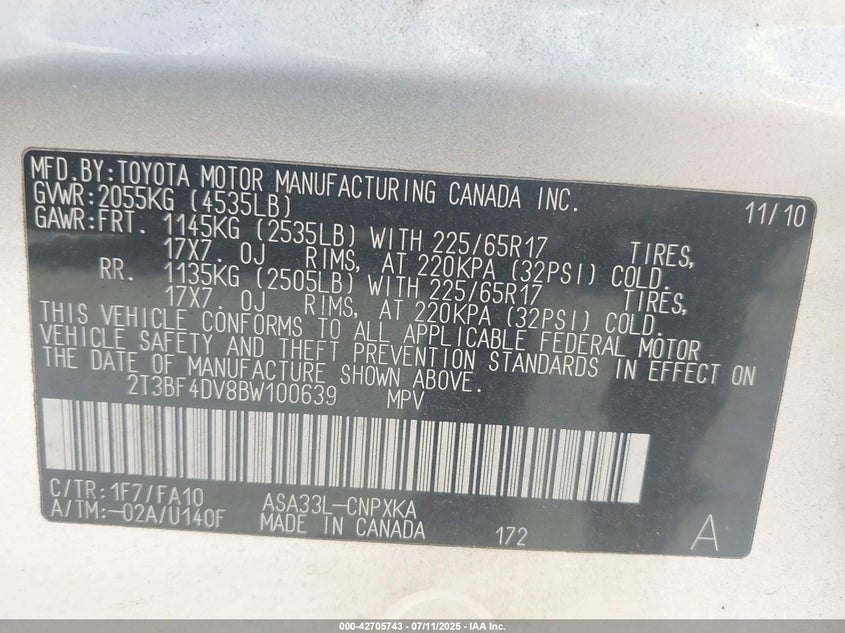 MFD.BY:TOYOTA MOTOR MANUFACTURING CANADA INC. 11/10
GVWR:2055KG (4535LB)
GAWR:FRT. 1145KG (2535LB) WITH 225/65R17 TIRES,
17X7.0J RIMS, AT 220KPA (32PSI) COLD.
RR. 1135KG (2505LB) WITH 225/65R17 TIRES,
17X7.0J RIMS, AT 220KPA (32PSI) COLD.
THIS VEHICLE CONFORMS TO ALL APPLICABLE FEDERAL MOTOR
VEHICLE SAFETY AND THEFT PREVENTION STANDARDS IN EFFECT ON
THE DATE OF MANUFACTURE SHOWN ABOVE.
2T3BF4DV8BW100639 MPV
C/TR:1F7/FA10 ASA33L-CNPXKA
A/TM:-02A/U140F MADE IN CANADA 172 A
000-42705743 - 07/11/2025 - IAA Inc.